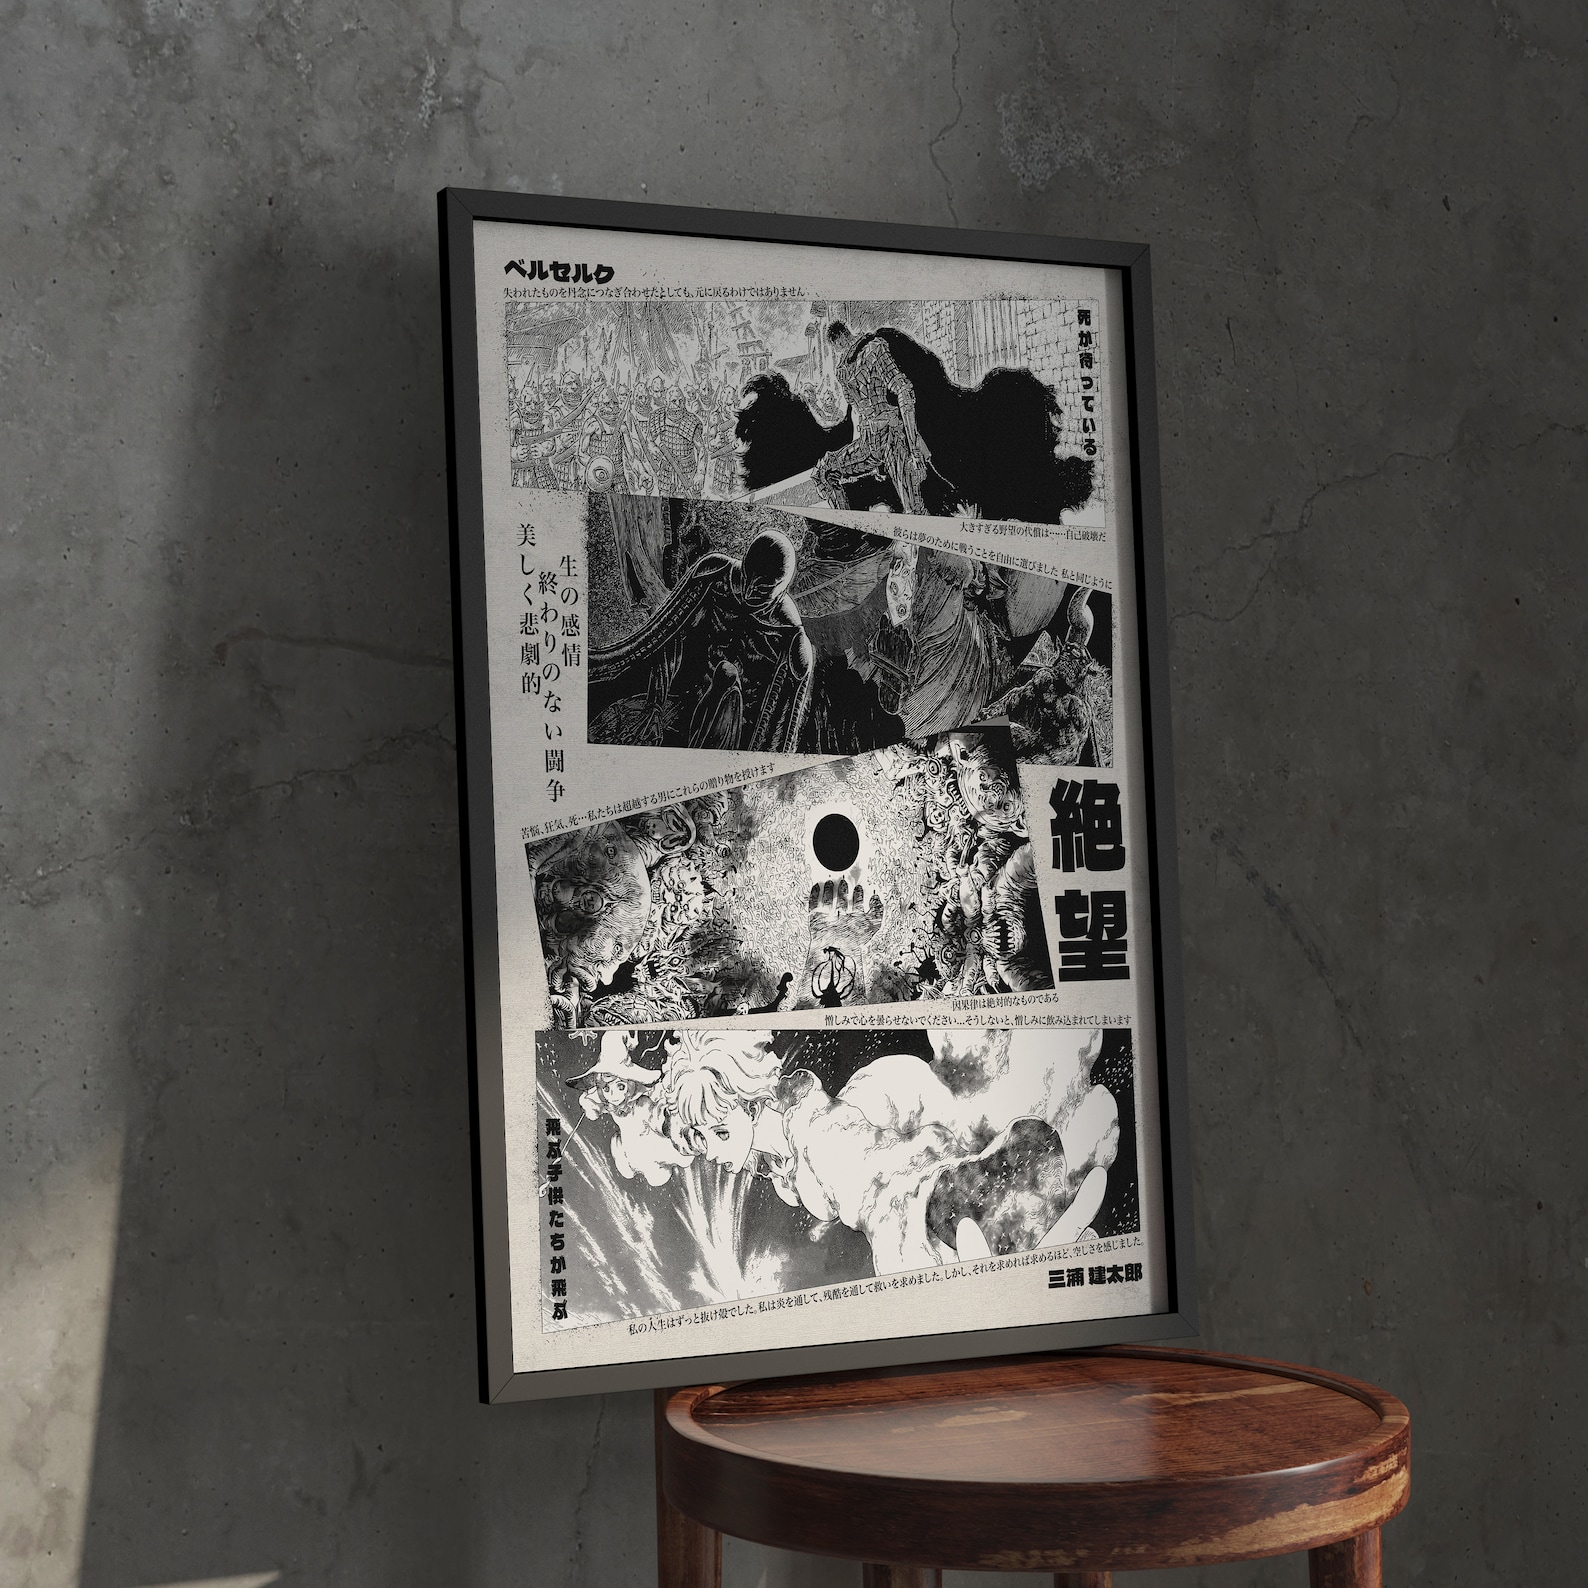 ベルセルク
失われたものを丹念につなぎ合わせたとしても、元に戻るわけではありません
死が待っている
大きすぎる野望の代償は……自己破壊だ
彼らは夢のために戦うことを自由に選びました 私と同じように
生の感情
終わりのない闘争
美しく悲劇的
苦悩、狂気、死…私たちは超越する男にこれらの贈り物を授けます
絶望
因果律は絶対的なものである
憎しみで心を曇らせないでください…そうしないと、憎しみに飲み込まれてしまいます
飛ぶ子供たちが飛ぶ
私の人生はずっと抜け殻でした。私は炎を通して、残酷を通して救いを求めました。しかし、それを求めれば求めるほど、空しさを感じました。
三浦 建太郎